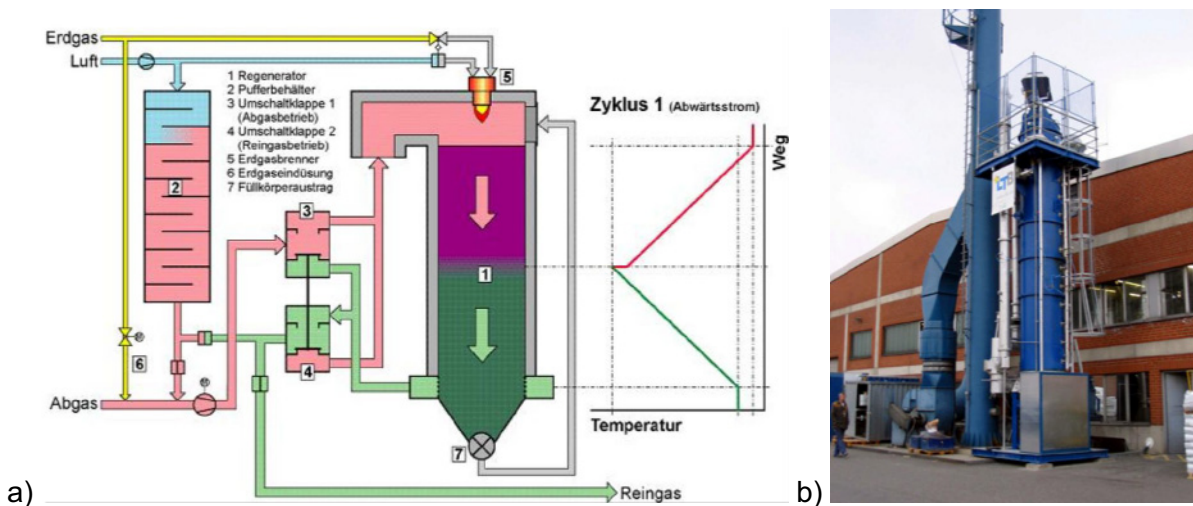 Erdgas
Luft
1 Regenerator
2 Pufferbehälter
3 Umschaltklappe 1
(Abgasbetrieb)
4 Umschaltklappe 2
(Reingasbetrieb)
5 Erdgasbrenner
6 Erdgaseindüsung
7 Füllkörperaustrag
5
2
3
1
4
6
7
M
M
Abgas
Reingas
Zyklus 1 (Abwärtsstrom)
Weg
Temperatur
a)
b)